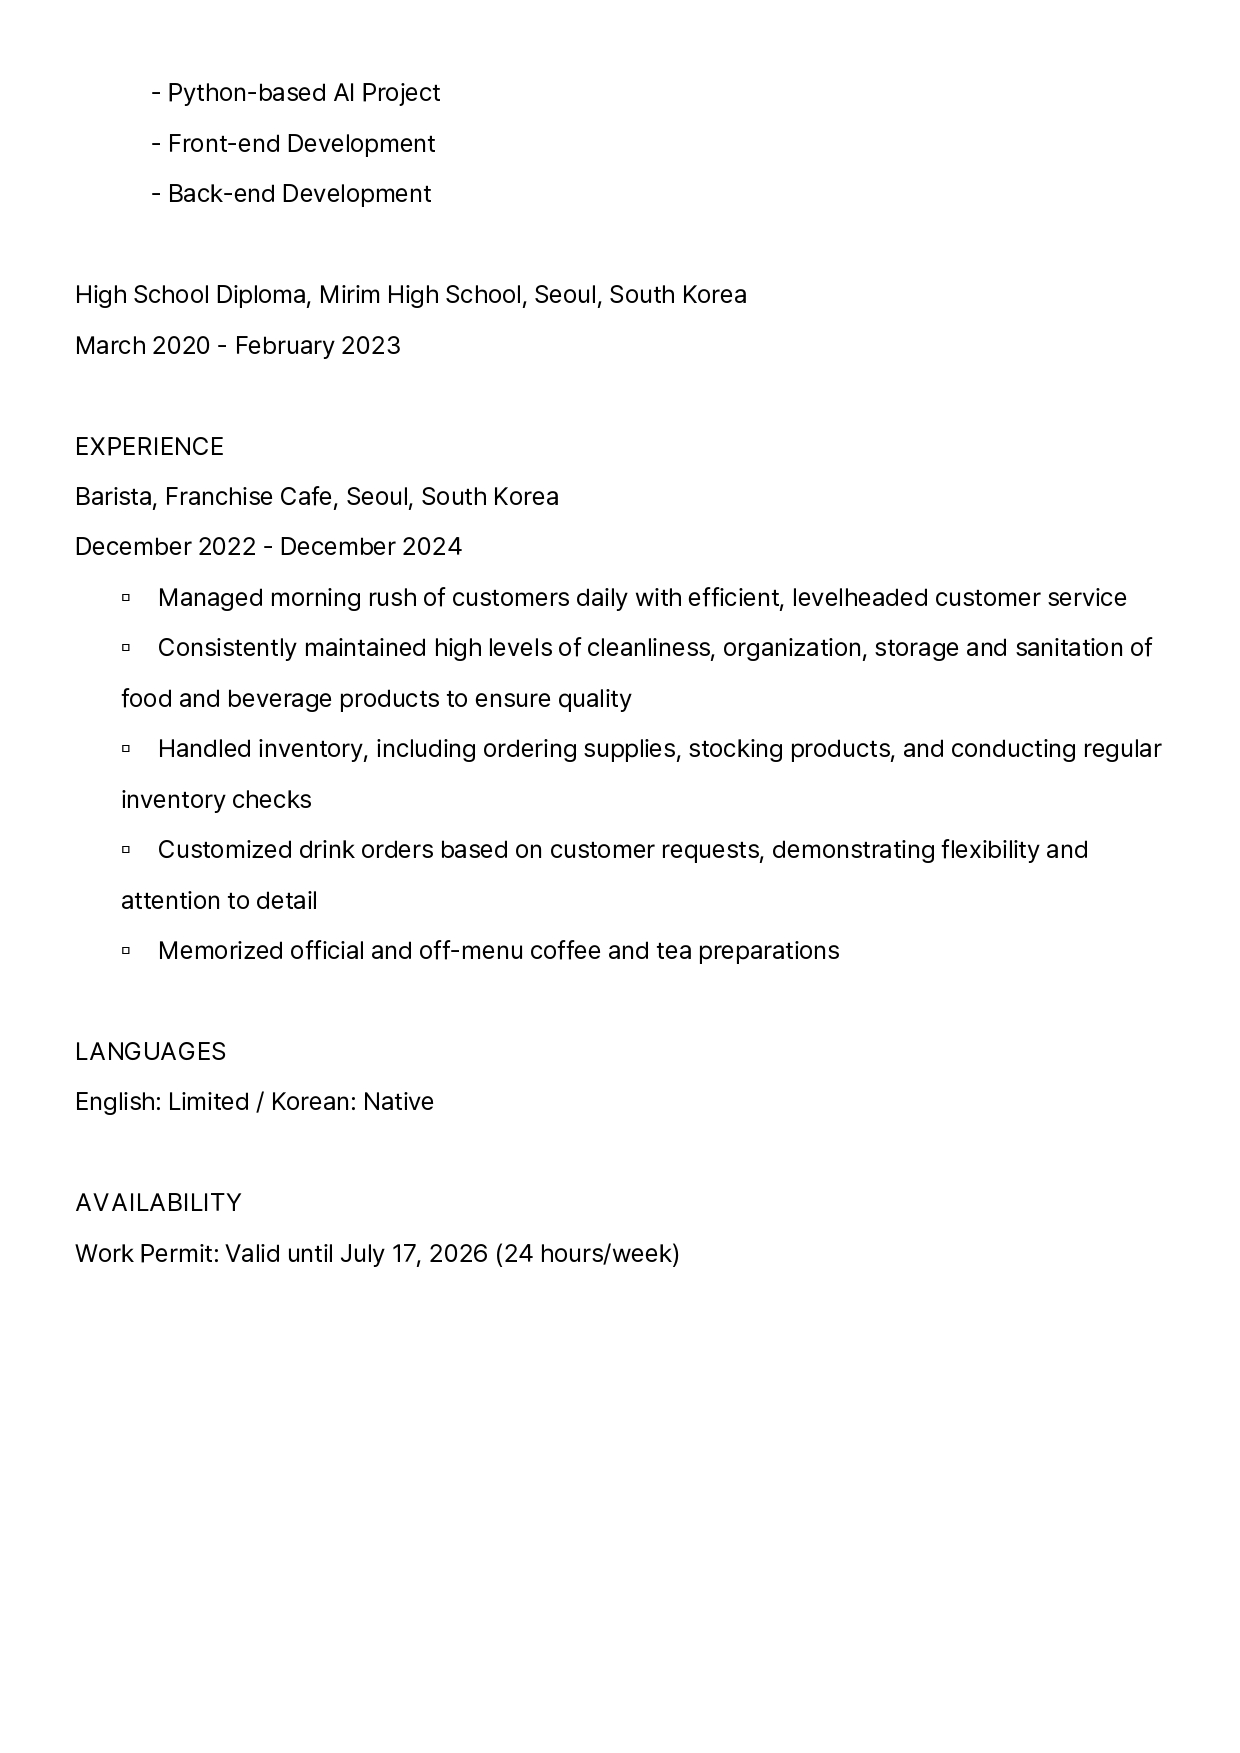 - Python-based AI Project
- Front-end Development
- Back-end Development
High School Diploma, Mirim High School, Seoul, South Korea
March 2020 - February 2023
EXPERIENCE
Barista, Franchise Cafe, Seoul, South Korea
December 2022 - December 2024
▫ Managed morning rush of customers daily with efficient, levelheaded customer service
▫ Consistently maintained high levels of cleanliness, organization, storage and sanitation of
food and beverage products to ensure quality
▫ Handled inventory, including ordering supplies, stocking products, and conducting regular
inventory checks
▫ Customized drink orders based on customer requests, demonstrating flexibility and
attention to detail
▫ Memorized official and off-menu coffee and tea preparations
LANGUAGES
English: Limited / Korean: Native
AVAILABILITY
Work Permit: Valid until July 17, 2026 (24 hours/week)